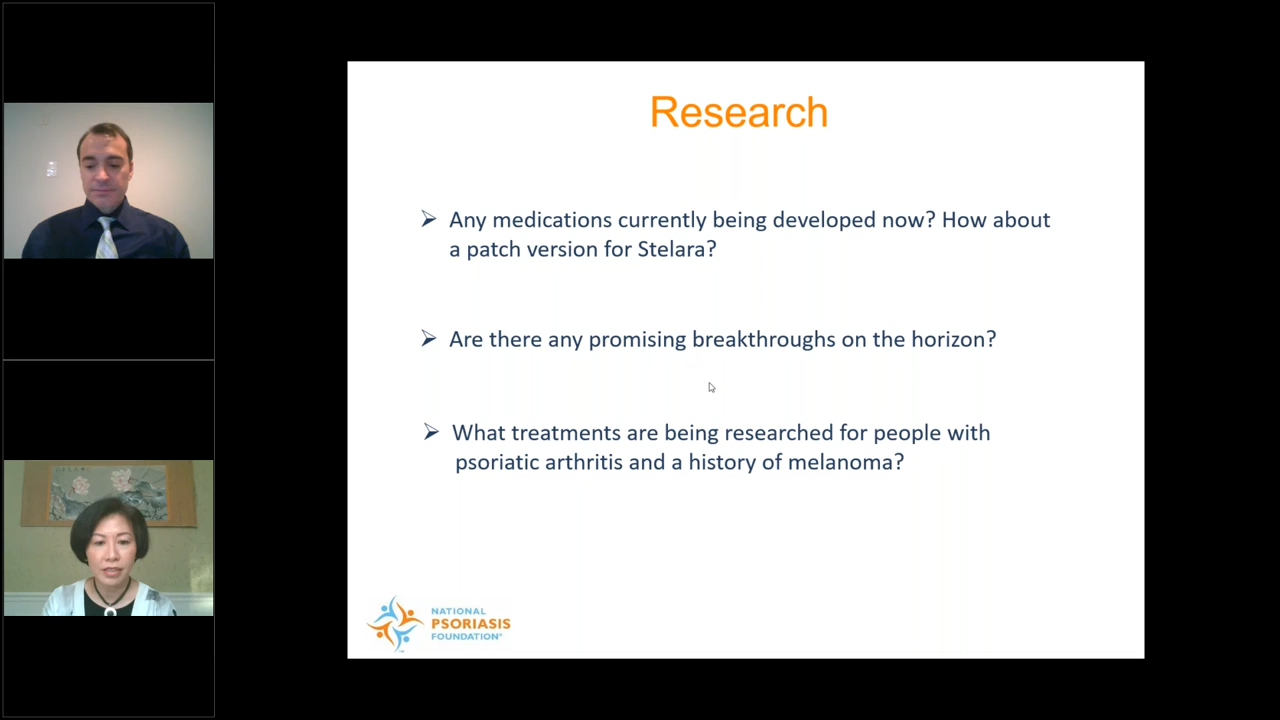 Research
➢ Any medications currently being developed now? How about
a patch version for Stelara?
➢ Are there any promising breakthroughs on the horizon?
➢ What treatments are being researched for people with
psoriatic arthritis and a history of melanoma?
NATIONAL
PSORIASIS
FOUNDATION®